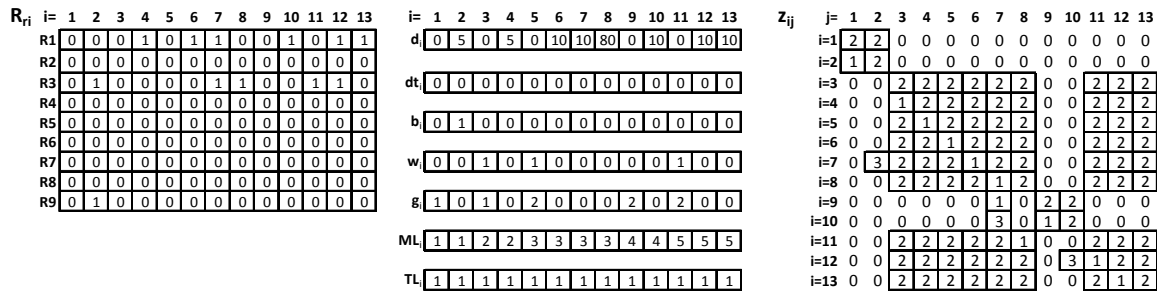 Rri i= 1 2 3 4 5 6 7 8 9 10 11 12 13
R1 0 0 0 1 0 1 1 0 0 1 0 1 1
R2 0 0 0 0 0 0 0 0 0 0 0 0 0
R3 0 1 0 0 0 0 1 1 0 0 1 1 0
R4 0 0 0 0 0 0 0 0 0 0 0 0 0
R5 0 0 0 0 0 0 0 0 0 0 0 0 0
R6 0 0 0 0 0 0 0 0 0 0 0 0 0
R7 0 0 0 0 0 0 0 0 0 0 0 0 0
R8 0 0 0 0 0 0 0 0 0 0 0 0 0
R9 0 1 0 0 0 0 0 0 0 0 0 0 0
i= 1 2 3 4 5 6 7 8 9 10 11 12 13
di 0 5 0 5 0 10 10 80 0 10 0 10 10
dti 0 0 0 0 0 0 0 0 0 0 0 0 0
bi 0 1 0 0 0 0 0 0 0 0 0 0 0
wi 0 0 1 0 1 0 0 0 0 0 1 0 0
gi 1 0 1 0 2 0 0 0 2 0 2 0 0
MLi 1 1 2 2 3 3 3 3 4 4 5 5 5
TLi 1 1 1 1 1 1 1 1 1 1 1 1 1
zij j= 1 2 3 4 5 6 7 8 9 10 11 12 13
i=1 2 2 0 0 0 0 0 0 0 0 0 0 0
i=2 1 2 0 0 0 0 0 0 0 0 0 0 0
i=3 0 0 2 2 2 2 2 2 0 0 2 2 2
i=4 0 0 1 2 2 2 2 2 0 0 2 2 2
i=5 0 0 2 1 2 2 2 2 0 0 2 2 2
i=6 0 0 2 2 1 2 2 2 0 0 2 2 2
i=7 0 3 2 2 2 1 2 2 0 0 2 2 2
i=8 0 0 2 2 2 2 1 2 0 0 2 2 2
i=9 0 0 0 0 0 0 1 0 2 2 0 0 0
i=10 0 0 0 0 0 0 3 0 1 2 0 0 0
i=11 0 0 2 2 2 2 2 1 0 0 2 2 2
i=12 0 0 2 2 2 2 2 2 0 3 1 2 2
i=13 0 0 2 2 2 2 2 2 0 0 2 1 2